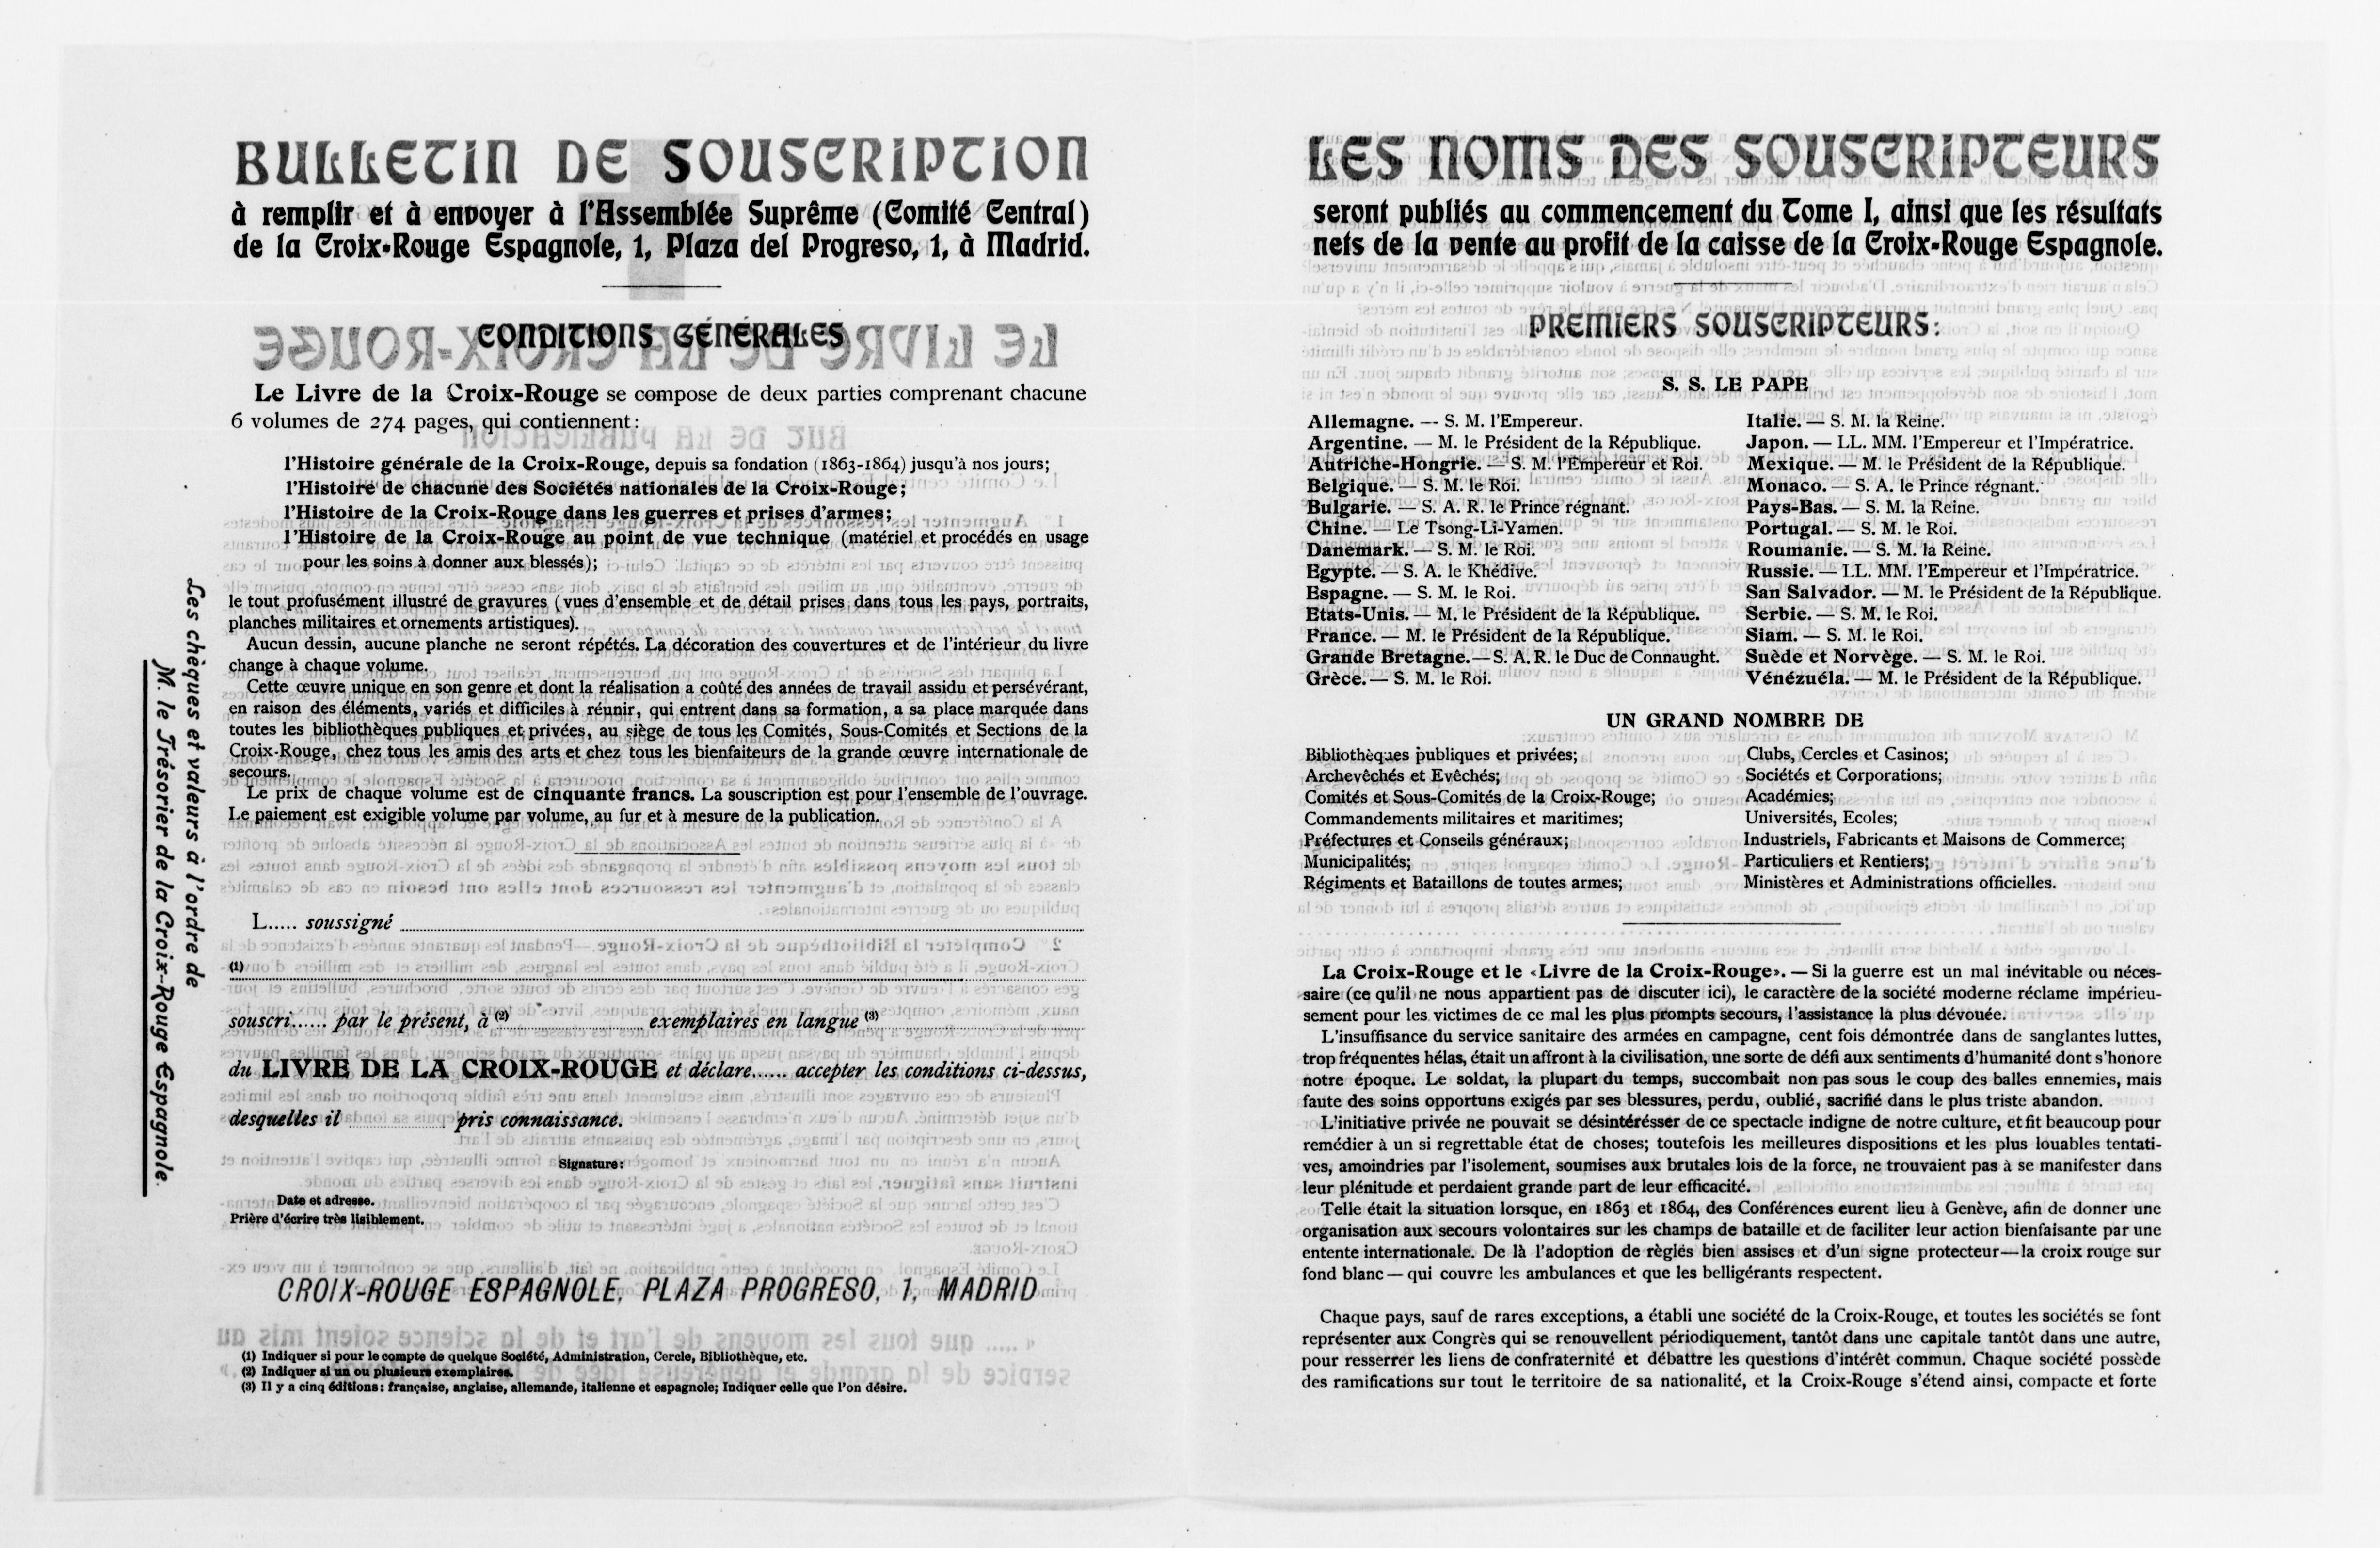 BULLETIN DE SOUSCRIPTION
à remplir et à envoyer à l'Assemblée Suprême (Comité Central)
de la Croix-Rouge Espagnole, 1, Plaza del Progreso, 1, à Madrid.
CONDITIONS GÉNÉRALES
Le Livre de la Croix-Rouge se compose de deux parties comprenant chacune
6 volumes de 274 pages, qui contiennent:
l'Histoire générale de la Croix-Rouge, depuis sa fondation (1863-1864) jusqu'à nos jours;
l'Histoire de chacune des Sociétés nationales de la Croix-Rouge;
l'Histoire de la Croix-Rouge dans les guerres et prises d'armes;
l'Histoire de la Croix-Rouge au point de vue technique (matériel et procédés en usage
pour les soins à donner aux blessés);
le tout profusément illustré de gravures (vues d'ensemble et de détail prises dans tous les pays, portraits,
planches militaires et ornements artistiques).
Aucun dessin, aucune planche ne seront répétés. La décoration des couvertures et de l'intérieur du livre
change à chaque volume.
Cette œuvre unique en son genre et dont la réalisation a coûté des années de travail assidu et persévérant,
en raison des éléments, variés et difficiles à réunir, qui entrent dans sa formation, a sa place marquée dans
toutes les bibliothèques publiques et privées, au siège de tous les Comités, Sous-Comités et Sections de la
Croix-Rouge, chez tous les amis des arts et chez tous les bienfaiteurs de la grande œuvre internationale de
secours.
Le prix de chaque volume est de cinquante francs. La souscription est pour l'ensemble de l'ouvrage.
Le paiement est exigible volume par volume, au fur et à mesure de la publication.
L..... soussigné
(1)
souscri...... par le présent, à (2) exemplaires en langue (3)
du LIVRE DE LA CROIX-ROUGE et déclare...... accepter les conditions ci-dessus,
desquelles il pris connaissance.
Signature:
Date et adresse.
Prière d'écrire très lisiblement.
CROIX-ROUGE ESPAGNOLE, PLAZA PROGRESO, 1, MADRID
(1) Indiquer si pour le compte de quelque Société, Administration, Cercle, Bibliothèque, etc.
(2) Indiquer si un ou plusieurs exemplaires.
(3) Il y a cinq éditions: française, anglaise, allemande, italienne et espagnole; Indiquer celle que l'on désire.
Les chèques et valeurs à l'ordre de
M. le Trésorier de la Croix-Rouge Espagnole.
LES NOMS DES SOUSCRIPTEURS
seront publiés au commencement du Tome I, ainsi que les résultats
nets de la vente au profit de la caisse de la Croix-Rouge Espagnole.
PREMIERS SOUSCRIPTEURS:
S. S. LE PAPE
Allemagne. -- S. M. l'Empereur.
Argentine. — M. le Président de la République.
Autriche-Hongrie. — S. M. l'Empereur et Roi.
Belgique. — S. M. le Roi.
Bulgarie. — S. A. R. le Prince régnant.
Chine. — Le Tsong-Li-Yamen.
Danemark. — S. M. le Roi.
Egypte. — S. A. le Khédive.
Espagne. — S. M. le Roi.
Etats-Unis. — M. le Président de la République.
France. — M. le Président de la République.
Grande Bretagne. — S. A. R. le Duc de Connaught.
Grèce. — S. M. le Roi.
Italie. — S. M. la Reine.
Japon. — LL. MM. l'Empereur et l'Impératrice.
Mexique. — M. le Président de la République.
Monaco. — S. A. le Prince régnant.
Pays-Bas. — S. M. la Reine.
Portugal. — S. M. le Roi.
Roumanie. — S. M. la Reine.
Russie. — LL. MM. l'Empereur et l'Impératrice.
San Salvador. — M. le Président de la République.
Serbie. — S. M. le Roi.
Siam. — S. M. le Roi.
Suède et Norvège. — S. M. le Roi.
Vénézuéla. — M. le Président de la République.
UN GRAND NOMBRE DE
Bibliothèques publiques et privées;
Archevêchés et Evêchés;
Comités et Sous-Comités de la Croix-Rouge;
Commandements militaires et maritimes;
Préfectures et Conseils généraux;
Municipalités;
Régiments et Bataillons de toutes armes;
Clubs, Cercles et Casinos;
Sociétés et Corporations;
Académies;
Universités, Ecoles;
Industriels, Fabricants et Maisons de Commerce;
Particuliers et Rentiers;
Ministères et Administrations officielles.
La Croix-Rouge et le «Livre de la Croix-Rouge». — Si la guerre est un mal inévitable ou néces-
saire (ce qu'il ne nous appartient pas de discuter ici), le caractère de la société moderne réclame impérieu-
sement pour les victimes de ce mal les plus prompts secours, l'assistance la plus dévouée.
L'insuffisance du service sanitaire des armées en campagne, cent fois démontrée dans de sanglantes luttes,
trop fréquentes hélas, était un affront à la civilisation, une sorte de défi aux sentiments d'humanité dont s'honore
notre époque. Le soldat, la plupart du temps, succombait non pas sous le coup des balles ennemies, mais
faute des soins opportuns exigés par ses blessures, perdu, oublié, sacrifié dans le plus triste abandon.
L'initiative privée ne pouvait se désintérésser de ce spectacle indigne de notre culture, et fit beaucoup pour
remédier à un si regrettable état de choses; toutefois les meilleures dispositions et les plus louables tentati-
ves, amoindries par l'isolement, soumises aux brutales lois de la force, ne trouvaient pas à se manifester dans
leur plénitude et perdaient grande part de leur efficacité.
Telle était la situation lorsque, en 1863 et 1864, des Conférences eurent lieu à Genève, afin de donner une
organisation aux secours volontaires sur les champs de bataille et de faciliter leur action bienfaisante par une
entente internationale. De là l'adoption de règles bien assises et d'un signe protecteur—la croix rouge sur
fond blanc — qui couvre les ambulances et que les belligérants respectent.
Chaque pays, sauf de rares exceptions, a établi une société de la Croix-Rouge, et toutes les sociétés se font
représenter aux Congrès qui se renouvellent périodiquement, tantôt dans une capitale tantôt dans une autre,
pour resserrer les liens de confraternité et débattre les questions d'intérêt commun. Chaque société possède
des ramifications sur tout le territoire de sa nationalité, et la Croix-Rouge s'étend ainsi, compacte et forte